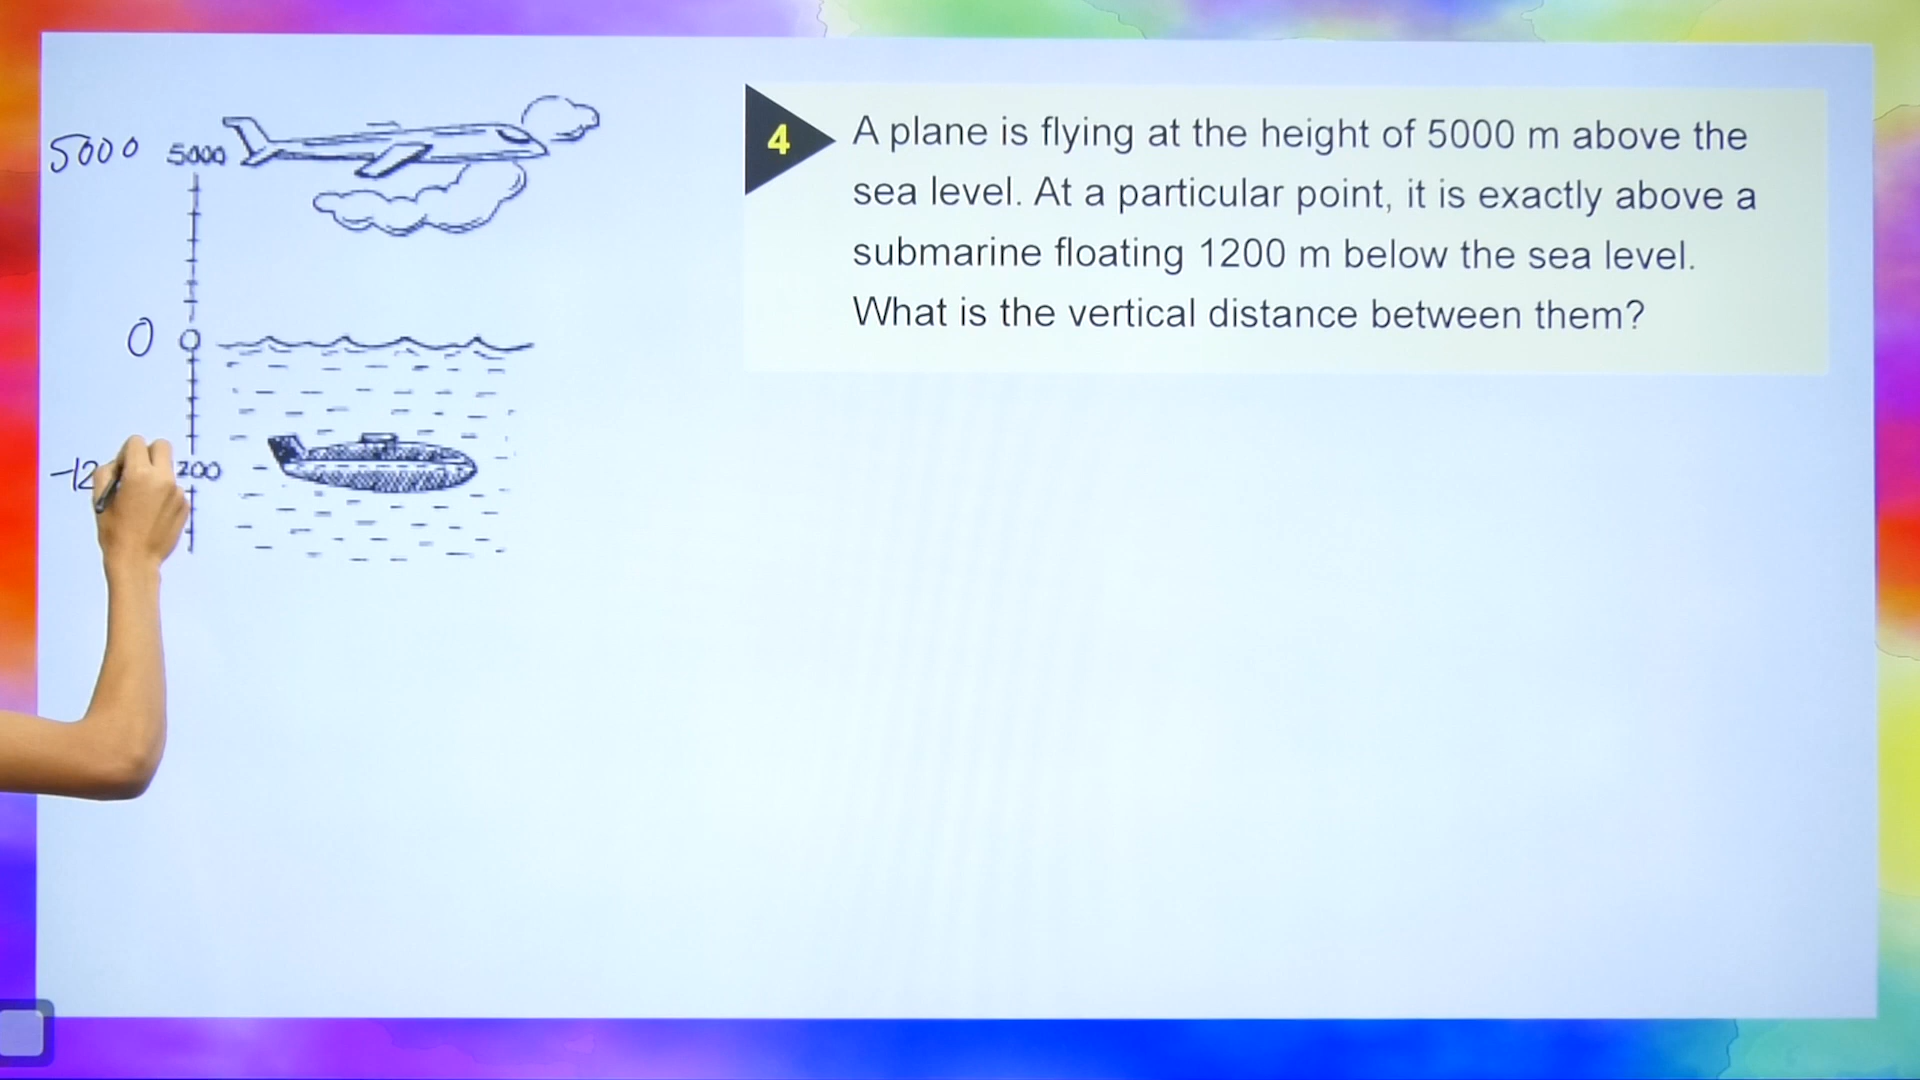 5000 5000
0 0
-12 200
4
A plane is flying at the height of 5000 m above the
sea level. At a particular point, it is exactly above a
submarine floating 1200 m below the sea level.
What is the vertical distance between them?